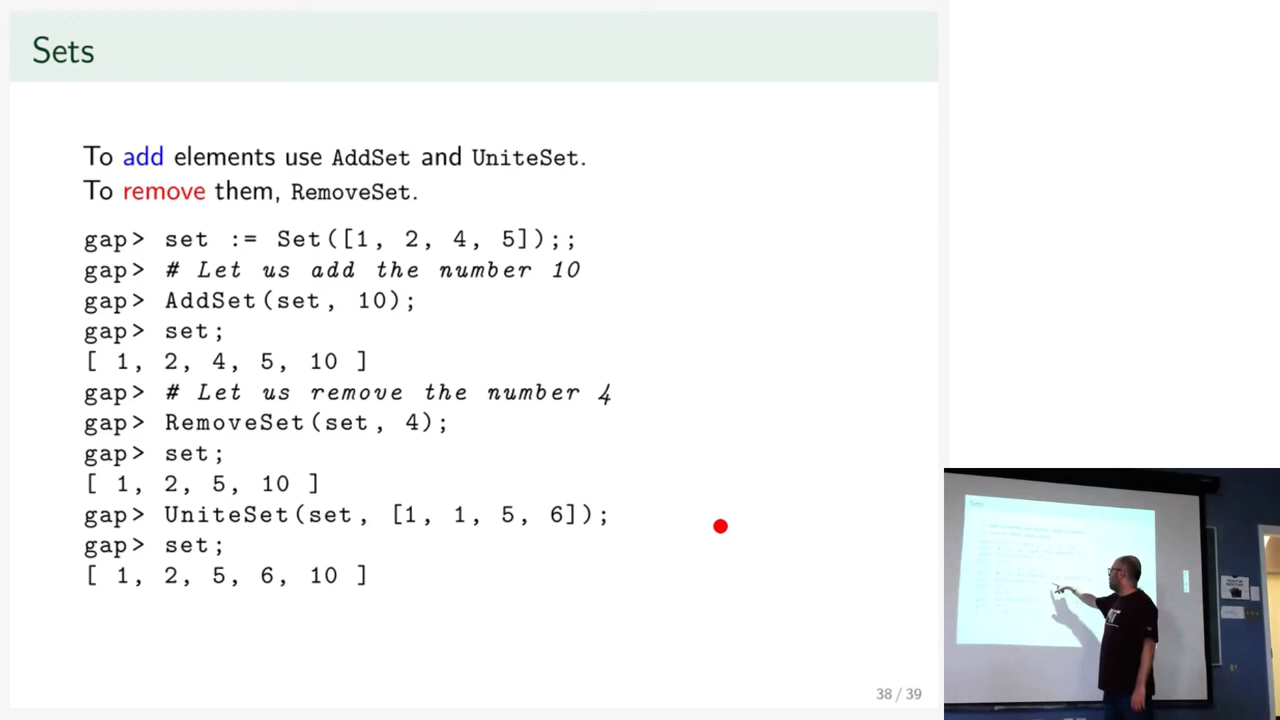 Sets
To add elements use AddSet and UniteSet.
To remove them, RemoveSet.
gap> set := Set([1, 2, 4, 5]);;
gap> # Let us add the number 10
gap> AddSet(set, 10);
gap> set;
[ 1, 2, 4, 5, 10 ]
gap> # Let us remove the number 4
gap> RemoveSet(set, 4);
gap> set;
[ 1, 2, 5, 10 ]
gap> UniteSet(set, [1, 1, 5, 6]);
gap> set;
[ 1, 2, 5, 6, 10 ]
38 / 39
Sets